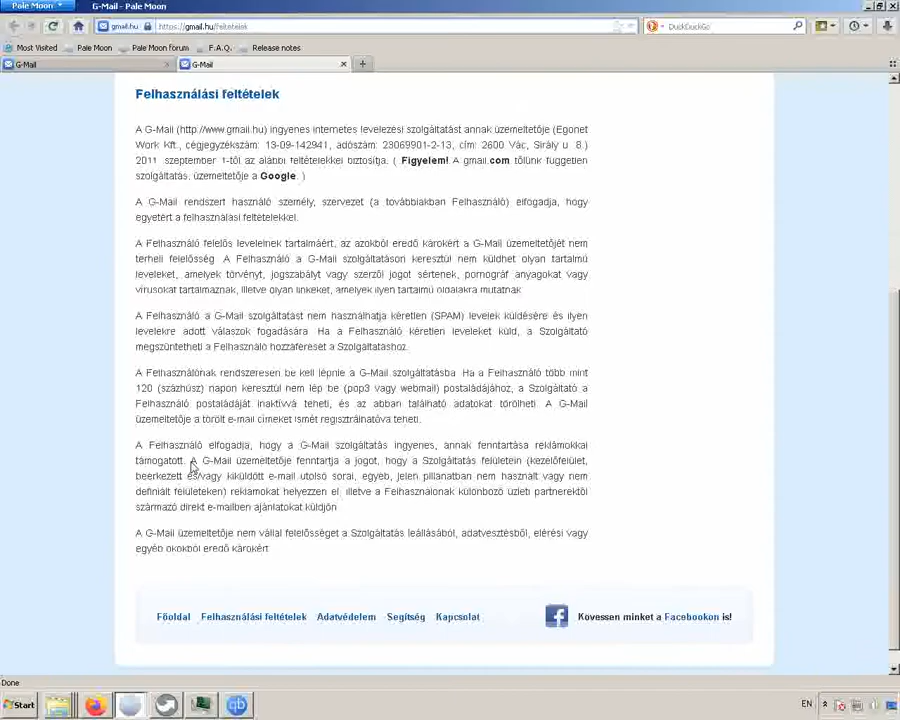 Pale Moon
G-Mail - Pale Moon
gmail.hu https://gmail.hu/feltetelek
DuckDuckGo
Most Visited Pale Moon Pale Moon forum F.A.Q. Release notes
G-Mail G-Mail
Felhasználási feltételek
A G-Mail (http://www.gmail.hu) ingyenes internetes levelezési szolgáltatást annak üzemeltetője (Egonet
Work Kft., cégjegyzékszám: 13-09-142941, adószám: 23069901-2-13, cím: 2600 Vác, Sirály u. 8.)
2011. szeptember 1-től az alábbi feltételekkel biztosítja. ( Figyelem! A gmail.com tőlünk független
szolgáltatás, üzemeltetője a Google. )
A G-Mail rendszert használó személy, szervezet (a továbbiakban Felhasználó) elfogadja, hogy
egyetért a felhasználási feltételekkel.
A Felhasználó felelős leveleinek tartalmáért, az azokból eredő károkért a G-Mail üzemeltetőjét nem
terheli felelősség. A Felhasználó a G-Mail szolgáltatáson keresztül nem küldhet olyan tartalmú
leveleket, amelyek törvényt, jogszabályt vagy szerzői jogot sértenek, pornográf anyagokat vagy
vírusokat tartalmaznak, illetve olyan linkeket, amelyek ilyen tartalmú oldalakra mutatnak.
A Felhasználó a G-Mail szolgáltatást nem használhatja kéretlen (SPAM) levelek küldésére és ilyen
levelekre adott válaszok fogadására. Ha a Felhasználó kéretlen leveleket küld, a Szolgáltató
megszüntetheti a Felhasználó hozzáférését a Szolgáltatáshoz.
A Felhasználónak rendszeresen be kell lépnie a G-Mail szolgáltatásba. Ha a Felhasználó több mint
120 (százhúsz) napon keresztül nem lép be (pop3 vagy webmail) postaládájához, a Szolgáltató a
Felhasználó postaládáját inaktívvá teheti, és az abban található adatokat törölheti. A G-Mail
üzemeltetője a törölt e-mail címeket ismét regisztrálhatóvá teheti.
A Felhasználó elfogadja, hogy a G-Mail szolgáltatás ingyenes, annak fenntartása reklámokkal
támogatott. A G-Mail üzemeltetője fenntartja a jogot, hogy a Szolgáltatás felületein (kezelőfelület,
beérkezett és/vagy kiküldött e-mail utolsó sorai, egyéb, jelen pillanatban nem használt vagy nem
definiált felületeken) reklámokat helyezzen el, illetve a Felhasználónak különböző üzleti partnerektől
származó direkt e-mailben ajánlatokat küldjön.
A G-Mail üzemeltetője nem vállal felelősséget a Szolgáltatás leállásából, adatvesztésből, elérési vagy
egyéb okokból eredő károkért.
Főoldal Felhasználási feltételek Adatvédelem Segítség Kapcsolat f Kövessen minket a Facebookon is!
Done
Start qb EN